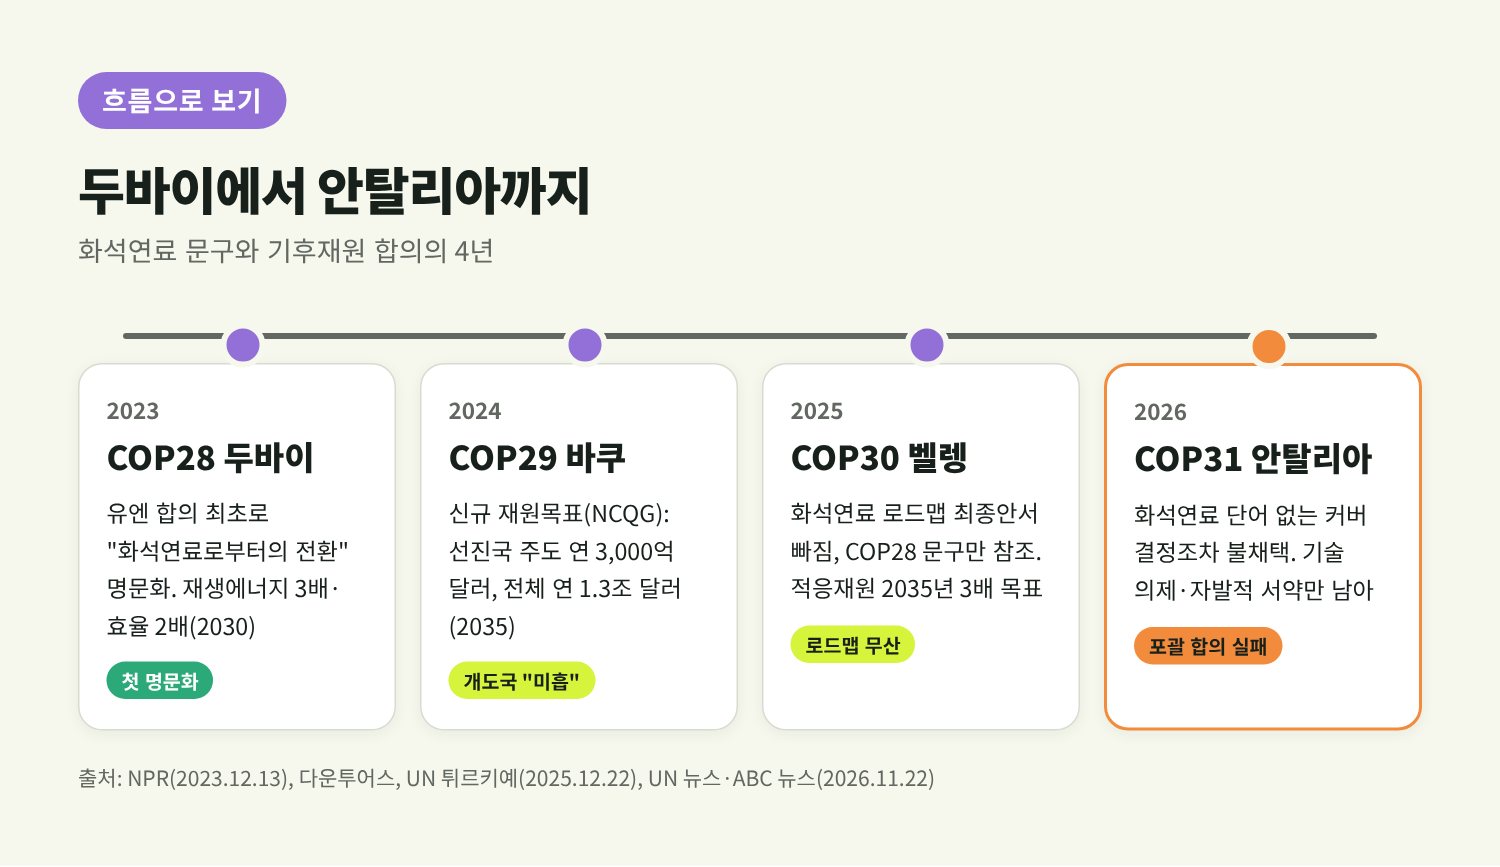 흐름으로 보기
두바이에서 안탈리아까지
화석연료 문구와 기후재원 합의의 4년
2023
COP28 두바이
유엔 합의 최초로
"화석연료로부터의 전환"
명문화. 재생에너지 3배·
효율 2배(2030)
첫 명문화
2024
COP29 바쿠
신규 재원목표(NCQG):
선진국 주도 연 3,000억
달러, 전체 연 1.3조 달러
(2035)
개도국 "미흡"
2025
COP30 벨렝
화석연료 로드맵 최종안서
빠짐, COP28 문구만 참조.
적응재원 2035년 3배 목표
로드맵 무산
2026
COP31 안탈리아
화석연료 단어 없는 커버
결정조차 불채택. 기술
의제·자발적 서약만 남아
포괄 합의 실패
출처: NPR(2023.12.13), 다운투어스, UN 튀르키예(2025.12.22), UN 뉴스·ABC 뉴스(2026.11.22)